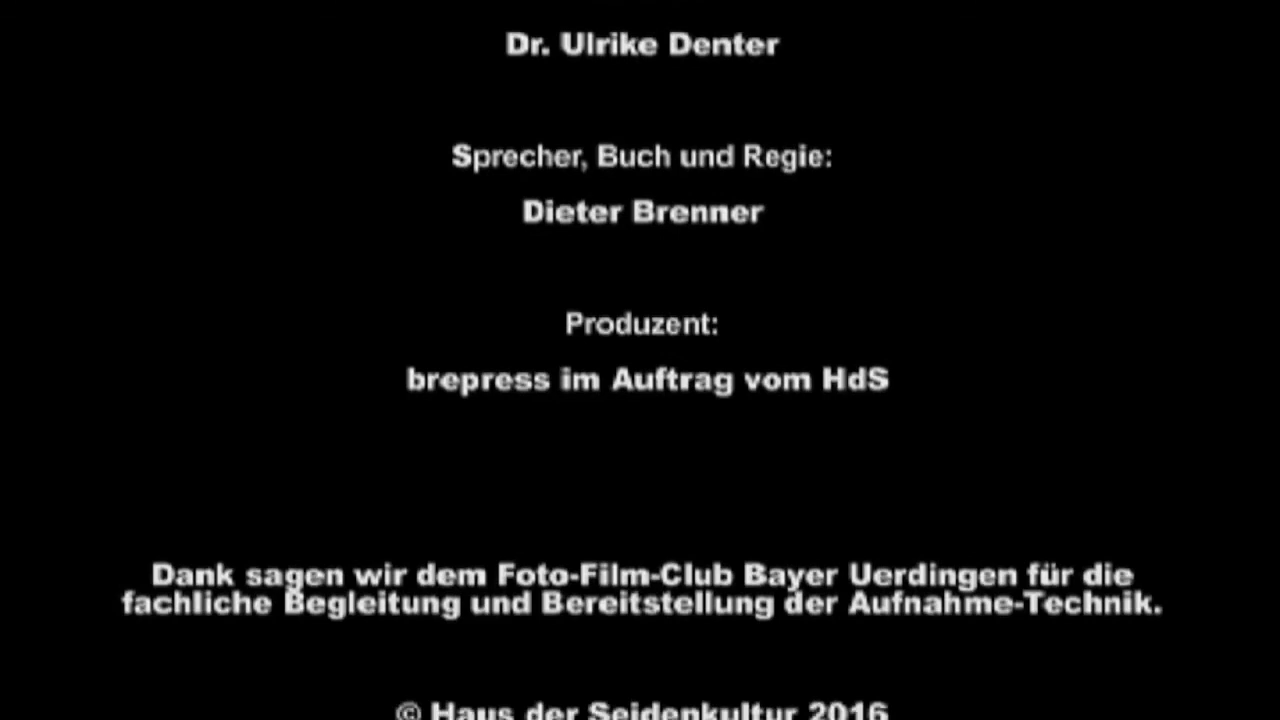 Dr. Ulrike Denter
Sprecher, Buch und Regie:
Dieter Brenner
Produzent:
brepress im Auftrag vom HdS
Dank sagen wir dem Foto-Film-Club Bayer Uerdingen für die
fachliche Begleitung und Bereitstellung der Aufnahme-Technik.
© Haus der Seidenkultur 2016